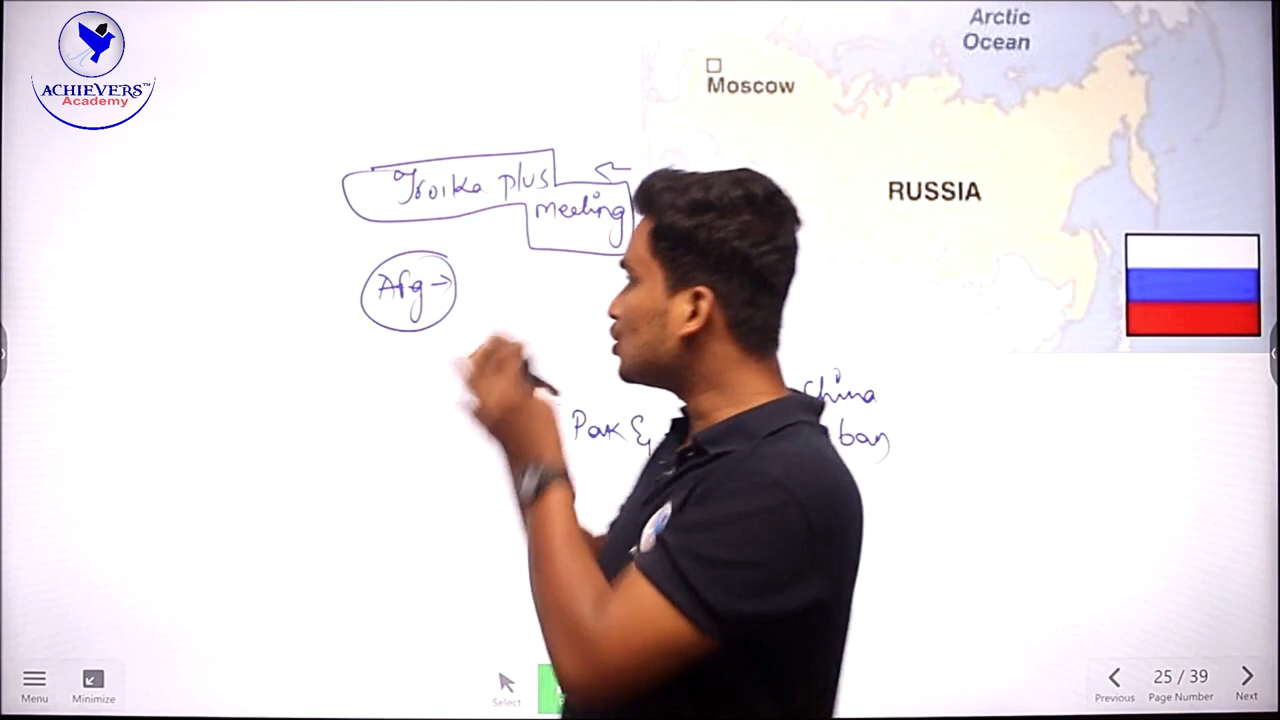 ACHIEVERS™
Academy
Arctic
Ocean
Moscow
RUSSIA
Troika plus
meeting
Afg →
China
Pak &
ban
Menu
Minimize
Select
Previous
25 / 39
Page Number
Next